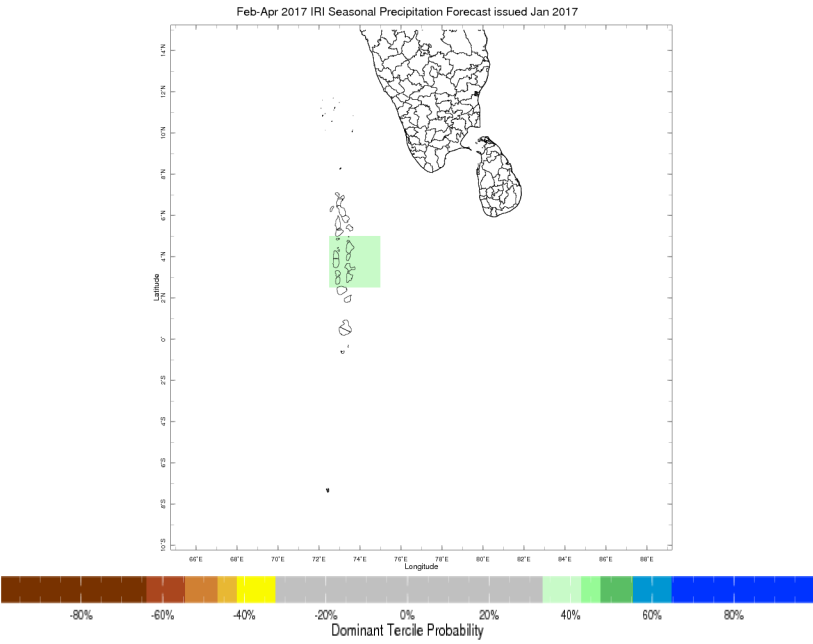 Feb-Apr 2017 IRI Seasonal Precipitation Forecast issued Jan 2017
14°N
12°N
10°N
8°N
6°N
4°N
2°N
0°
2°S
4°S
6°S
8°S
10°S
Latitude
66°E 68°E 70°E 72°E 74°E 76°E 78°E 80°E 82°E 84°E 86°E 88°E
Longitude
-80% -60% -40% -20% 0% 20% 40% 60% 80%
Dominant Tercile Probability